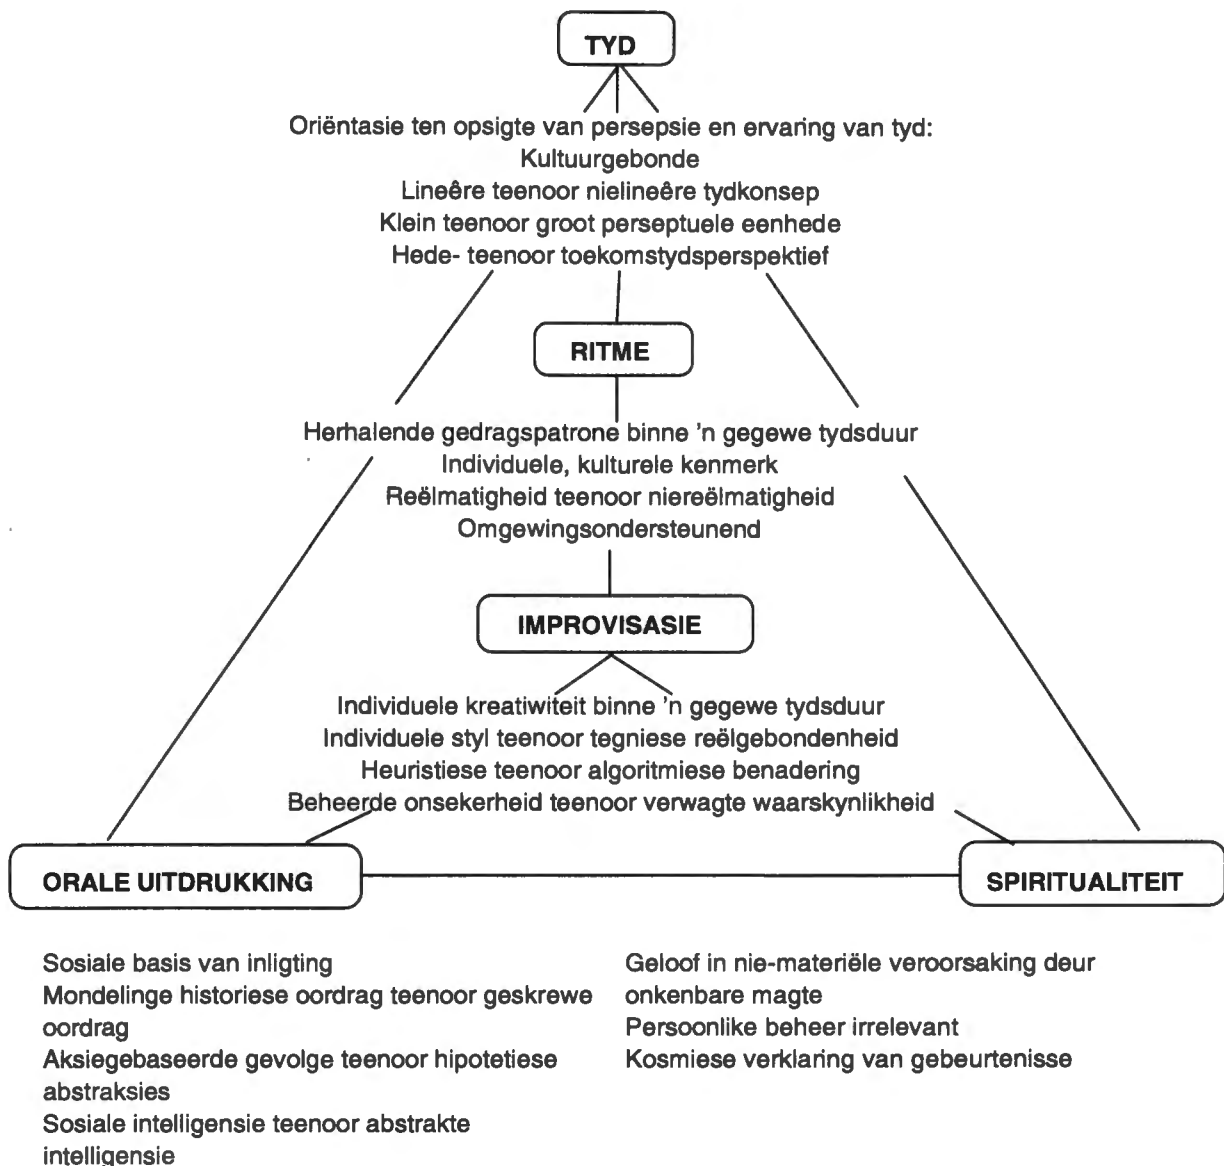 TYD
Oriëntasie ten opsigte van persepsie en ervaring van tyd:
Kultuurgebonde
Lineêre teenoor nielineêre tydkonsep
Klein teenoor groot perseptuele eenhede
Hede- teenoor toekomstydsperspektief
RITME
Herhalende gedragspatrone binne 'n gegewe tydsduur
Individuele, kulturele kenmerk
Reëlmatigheid teenoor niereëlmatigheid
Omgewingsondersteunend
IMPROVISASIE
Individuele kreatiwiteit binne 'n gegewe tydsduur
Individuele styl teenoor tegniese reëlgebondenheid
Heuristiese teenoor algoritmiese benadering
Beheerde onsekerheid teenoor verwagte waarskynlikheid
ORALE UITDRUKKING
SPIRITUALITEIT
Sosiale basis van inligting
Mondelinge historiese oordrag teenoor geskrewe
oordrag
Aksiegebaseerde gevolge teenoor hipotetiese
abstraksies
Sosiale intelligensie teenoor abstrakte
intelligensie
Geloof in nie-materiële veroorsaking deur
onkenbare magte
Persoonlike beheer irrelevant
Kosmiese verklaring van gebeurtenisse